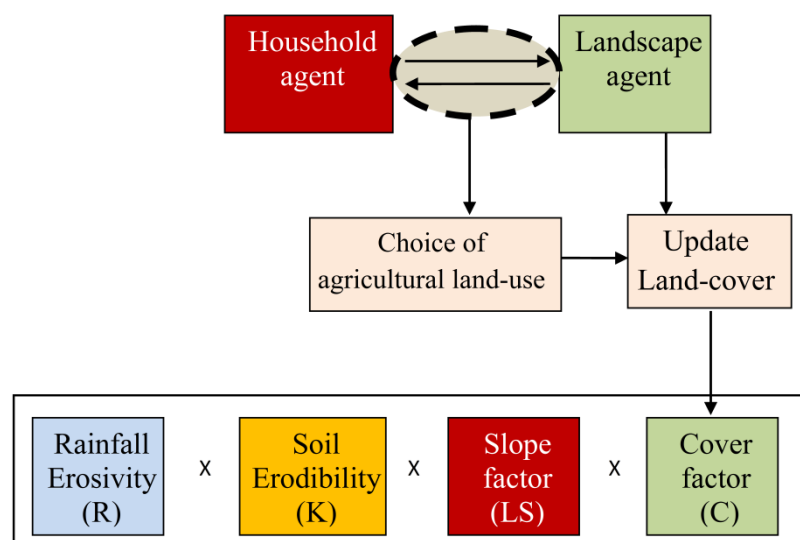 Household
agent
Landscape
agent
Choice of
agricultural land-use
Update
Land-cover
Rainfall
Erosivity
(R)
x
Soil
Erodibility
(K)
x
Slope
factor
(LS)
x
Cover
factor
(C)